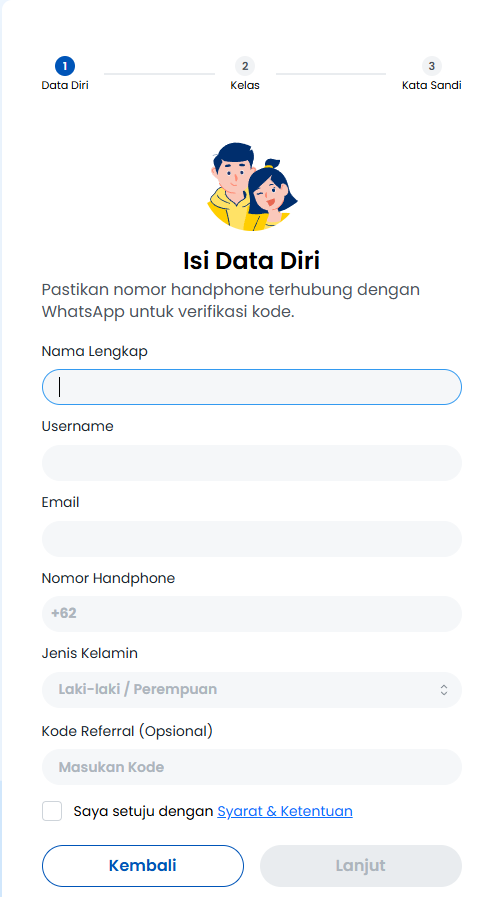 1 2 3
Data Diri Kelas Kata Sandi
Isi Data Diri
Pastikan nomor handphone terhubung dengan
WhatsApp untuk verifikasi kode.
Nama Lengkap
Username
Email
Nomor Handphone
+62
Jenis Kelamin
Laki-laki / Perempuan
Kode Referral (Opsional)
Masukan Kode
Saya setuju dengan Syarat & Ketentuan
Kembali Lanjut